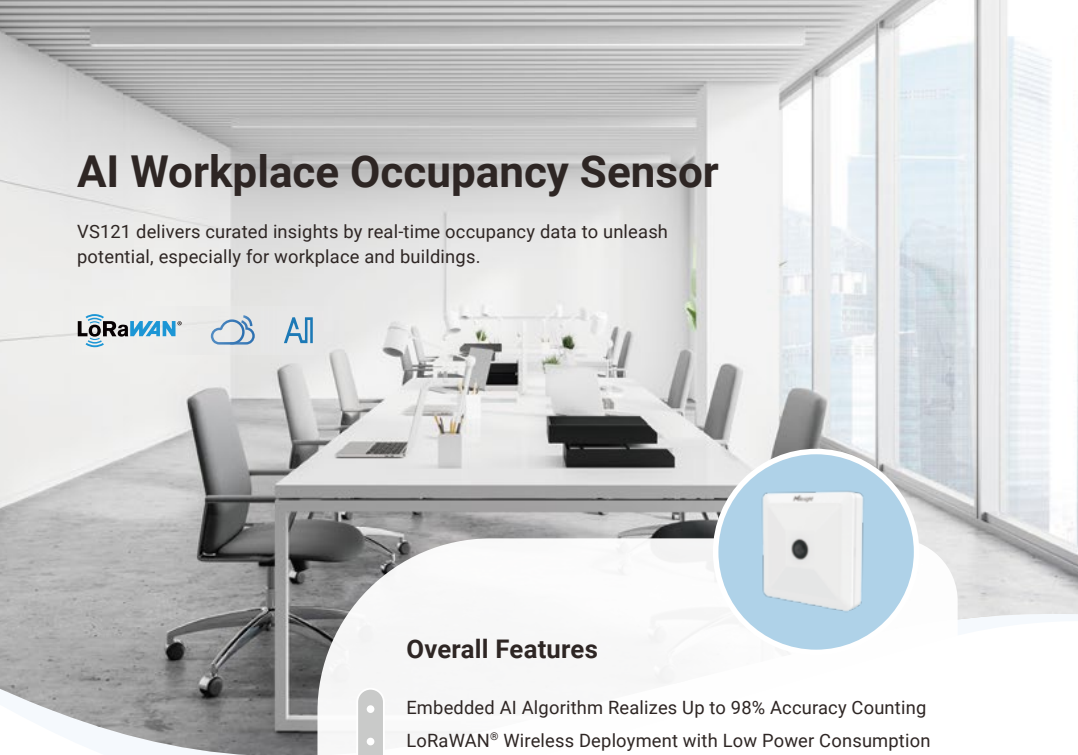 AI Workplace Occupancy Sensor
VS121 delivers curated insights by real-time occupancy data to unleash
potential, especially for workplace and buildings.
LoRaWAN® AI
Milesight
Overall Features
Embedded AI Algorithm Realizes Up to 98% Accuracy Counting
LoRaWAN® Wireless Deployment with Low Power Consumption